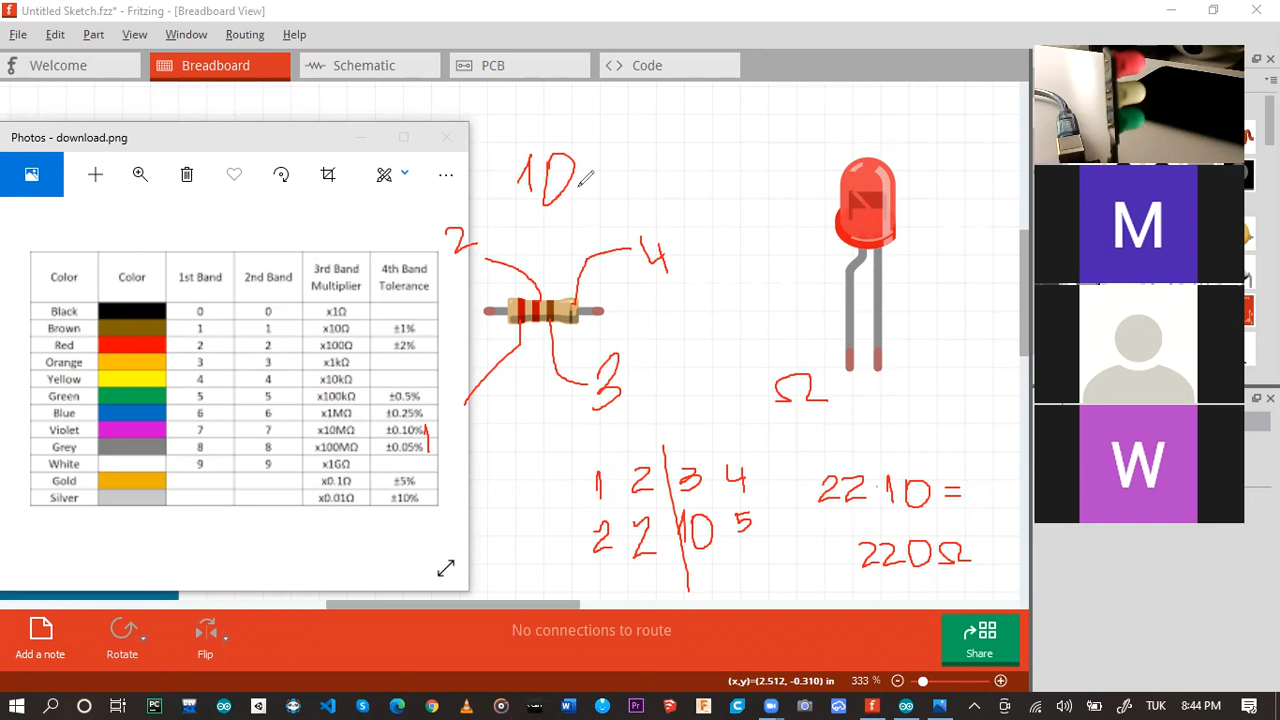 Untitled Sketch.fzz* - Fritzing - [Breadboard View]
File Edit Part View Window Routing Help
Welcome Breadboard Schematic PCB Code
Photos - download.png
10
2
4
3
Color Color 1st Band 2nd Band 3rd Band Multiplier 4th Band Tolerance
Black 0 0 x1Ω
Brown 1 1 x10Ω ±1%
Red 2 2 x100Ω ±2%
Orange 3 3 x1kΩ
Yellow 4 4 x10kΩ
Green 5 5 x100kΩ ±0.5%
Blue 6 6 x1MΩ ±0.25%
Violet 7 7 x10MΩ ±0.10%
Grey 8 8 x100MΩ ±0.05%
White 9 9 x1GΩ
Gold x0.1Ω ±5%
Silver x0.01Ω ±10%
1
Ω
1 2 3 4
2 2 10 5
22·10=
220Ω
M
W
No connections to route
Add a note Rotate Flip Share
(x,y)=(2.512, -0.310) in 333 %
TUK 8:44 PM